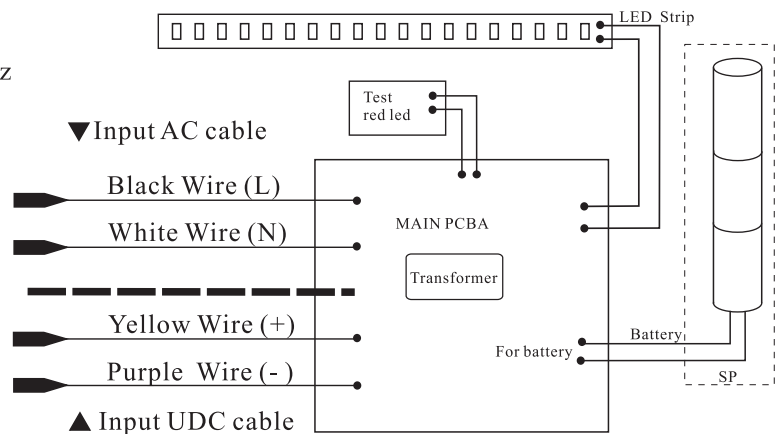 LED Strip
z
Test
red led
▼Input AC cable
Black Wire (L)
White Wire (N)
MAIN PCBA
Transformer
Yellow Wire (+)
Battery
For battery
Purple Wire (-)
SP
▲ Input UDC cable